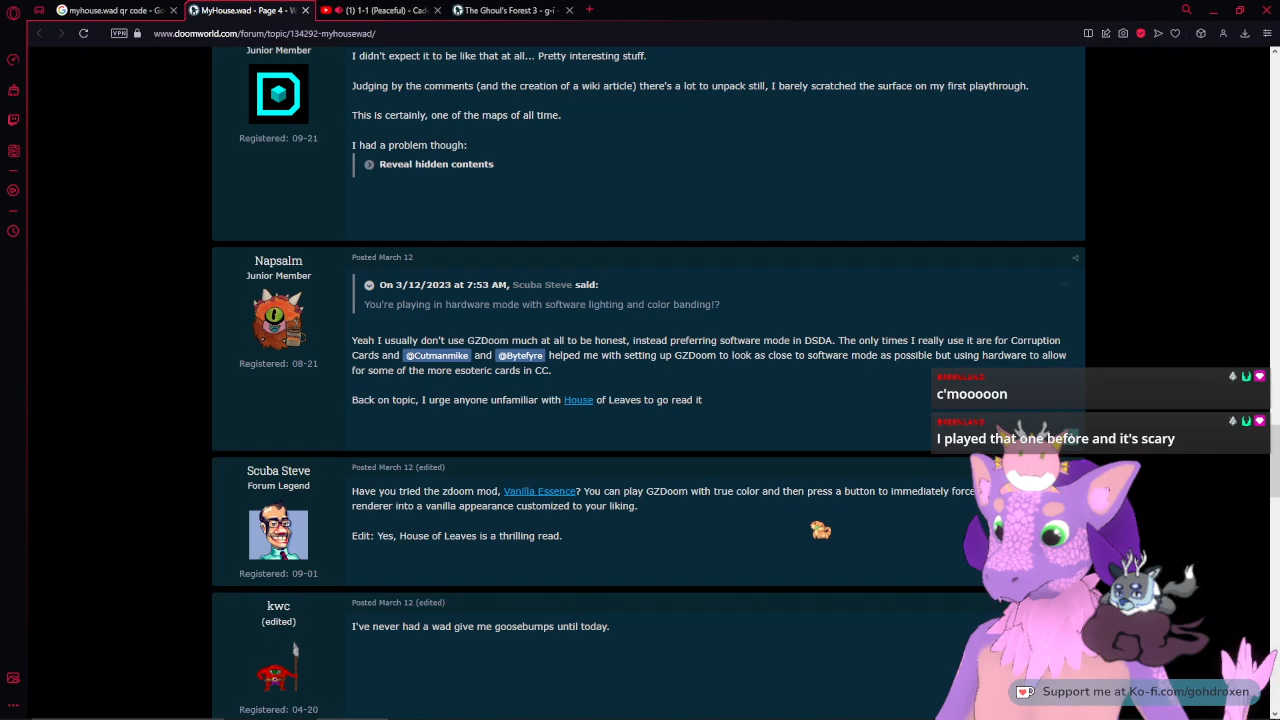 myhouse.wad qr code - Go
MyHouse.wad - Page 4 - W
(1) 1-1 (Peaceful) - Cad
The Ghoul's Forest 3 - g-i
VPN
www.doomworld.com/forum/topic/134292-myhousewad/
Junior Member
Registered: 09-21
I didn't expect it to be like that at all... Pretty interesting stuff.
Judging by the comments (and the creation of a wiki article) there's a lot to unpack still, I barely scratched the surface on my first playthrough.
This is certainly, one of the maps of all time.
I had a problem though:
Reveal hidden contents
Napsalm
Junior Member
Registered: 08-21
Posted March 12
On 3/12/2023 at 7:53 AM, Scuba Steve said:
You're playing in hardware mode with software lighting and color banding!?
Yeah I usually don't use GZDoom much at all to be honest, instead preferring software mode in DSDA. The only times I really use it are for Corruption
Cards and @Cutmanmike and @Bytefyre helped me with setting up GZDoom to look as close to software mode as possible but using hardware to allow
for some of the more esoteric cards in CC.
Back on topic, I urge anyone unfamiliar with House of Leaves to go read it
c'mooooon
I played that one before and it's scary
Scuba Steve
Forum Legend
Registered: 09-01
Posted March 12 (edited)
Have you tried the zdoom mod, Vanilla Essence? You can play GZDoom with true color and then press a button to immediately force
renderer into a vanilla appearance customized to your liking.
Edit: Yes, House of Leaves is a thrilling read.
kwc
(edited)
Registered: 04-20
Posted March 12 (edited)
I've never had a wad give me goosebumps until today.
Support me at Ko-fi.com/gohdroxen